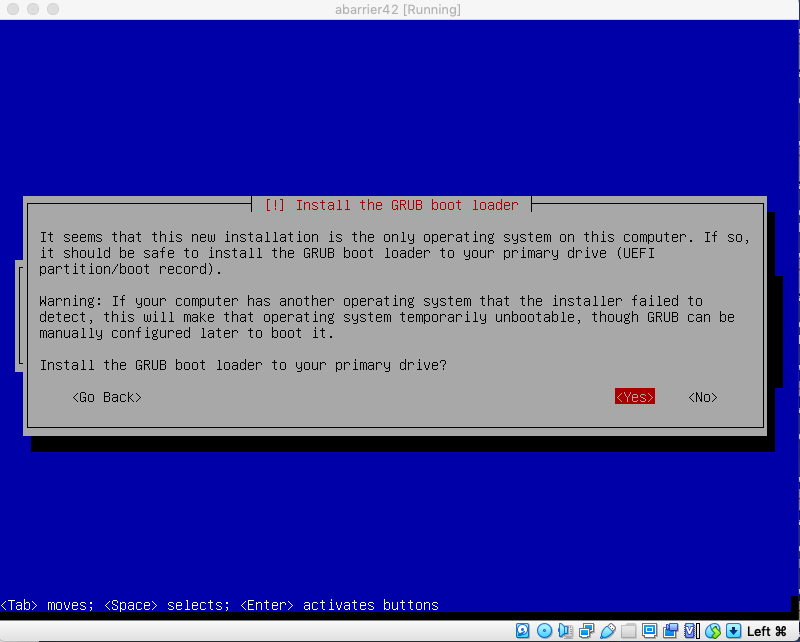 abarrier42 [Running]
[!] Install the GRUB boot loader
It seems that this new installation is the only operating system on this computer. If so,
it should be safe to install the GRUB boot loader to your primary drive (UEFI
partition/boot record).
Warning: If your computer has another operating system that the installer failed to
detect, this will make that operating system temporarily unbootable, though GRUB can be
manually configured later to boot it.
Install the GRUB boot loader to your primary drive?
<Go Back> <Yes> <No>
<Tab> moves; <Space> selects; <Enter> activates buttons
Left ⌘